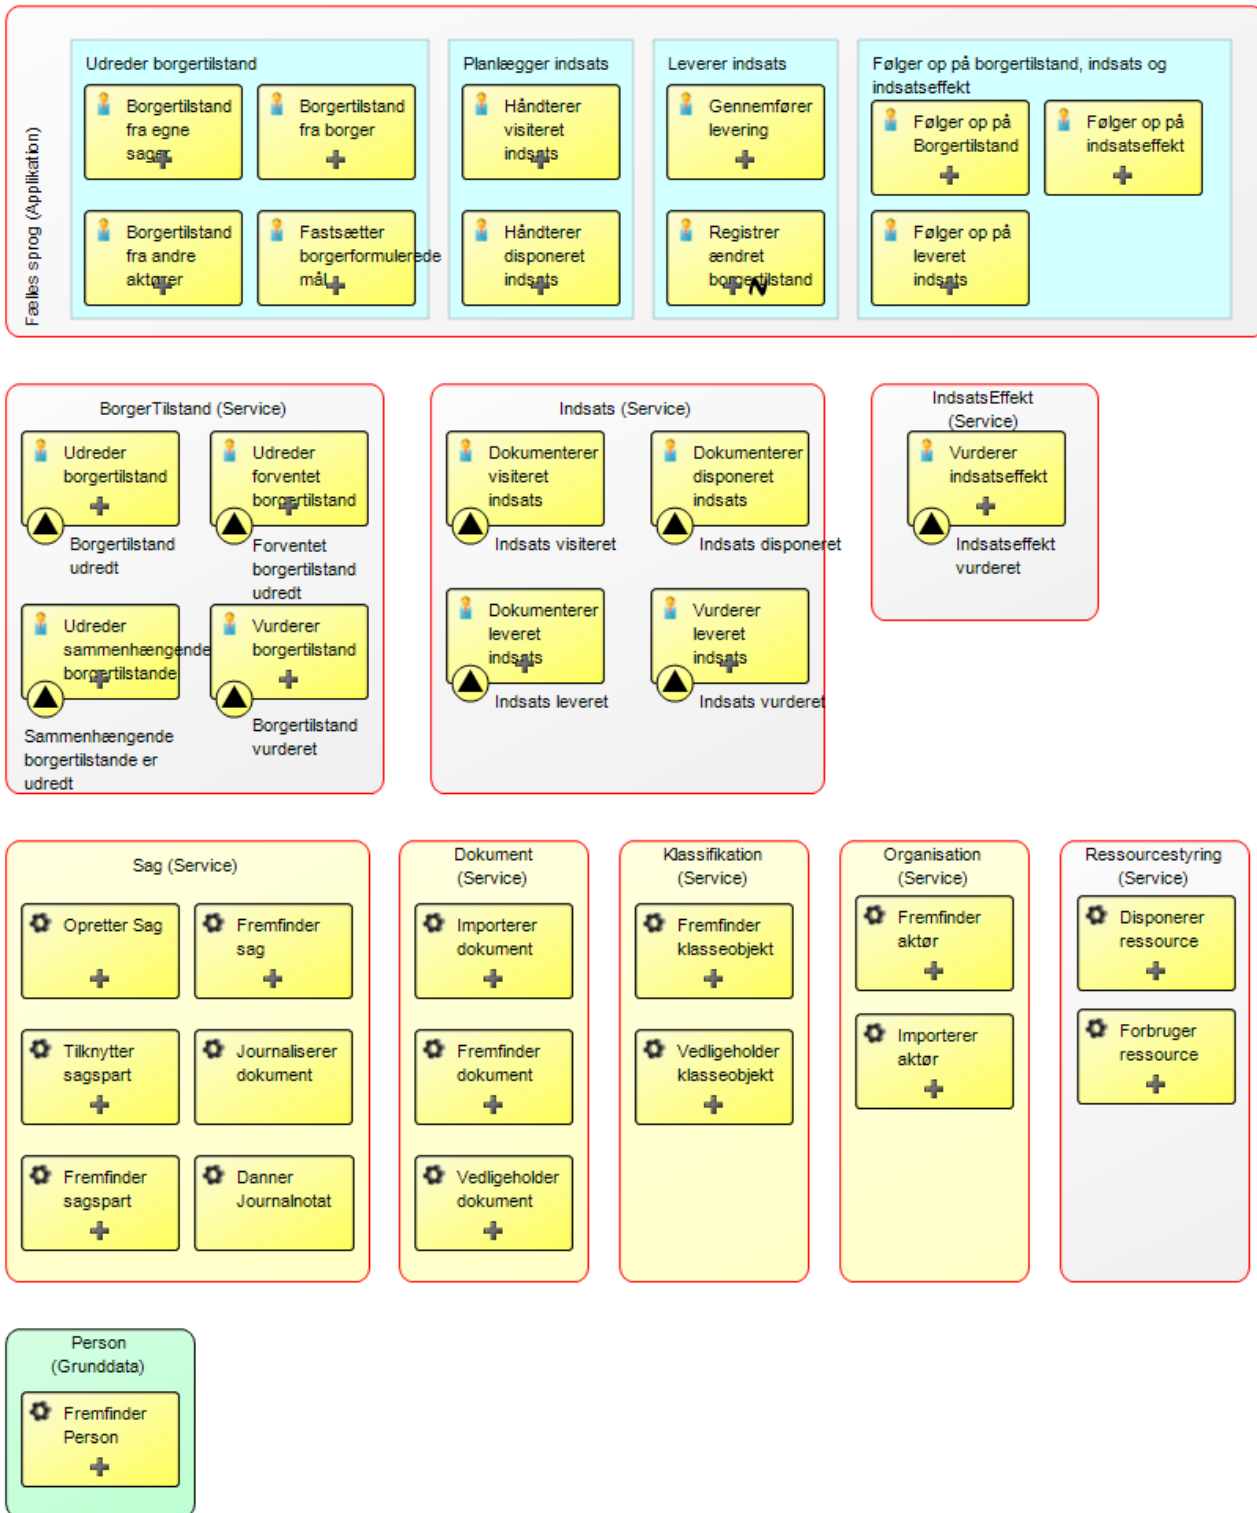 Fælles sprog (Applikation)
Udreder borgertilstand
Borgertilstand
fra egne
sager
Borgertilstand
fra borger
Borgertilstand
fra andre
aktører
Fastsætter
borgerformulerede
mål
Planlægger indsats
Håndterer
visiteret
indsats
Håndterer
disponeret
indsats
Leverer indsats
Gennemfører
levering
Registrer
ændret
borgertilstand
Følger op på borgertilstand, indsats og
indsatseffekt
Følger op på
Borgertilstand
Følger op på
indsatseffekt
Følger op på
leveret
indsats
BorgerTilstand (Service)
Udreder
borgertilstand
Borgertilstand
udredt
Udreder
forventet
borgertilstand
Forventet
borgertilstand
udredt
Udreder
sammenhængende
borgertilstande
Sammenhængende
borgertilstande er
udredt
Vurderer
borgertilstand
Borgertilstand
vurderet
Indsats (Service)
Dokumenterer
visiteret
indsats
Indsats visiteret
Dokumenterer
disponeret
indsats
Indsats disponeret
Dokumenterer
leveret
indsats
Indsats leveret
Vurderer
leveret
indsats
Indsats vurderet
IndsatsEffekt
(Service)
Vurderer
indsatseffekt
Indsatseffekt
vurderet
Sag (Service)
Opretter Sag
Fremfinder
sag
Tilknytter
sagspart
Journaliserer
dokument
Fremfinder
sagspart
Danner
Journalnotat
Dokument
(Service)
Importerer
dokument
Fremfinder
dokument
Vedligeholder
dokument
Klassifikation
(Service)
Fremfinder
klasseobjekt
Vedligeholder
klasseobjekt
Organisation
(Service)
Fremfinder
aktør
Importerer
aktør
Ressourcestyring
(Service)
Disponerer
ressource
Forbruger
ressource
Person
(Grunddata)
Fremfinder
Person